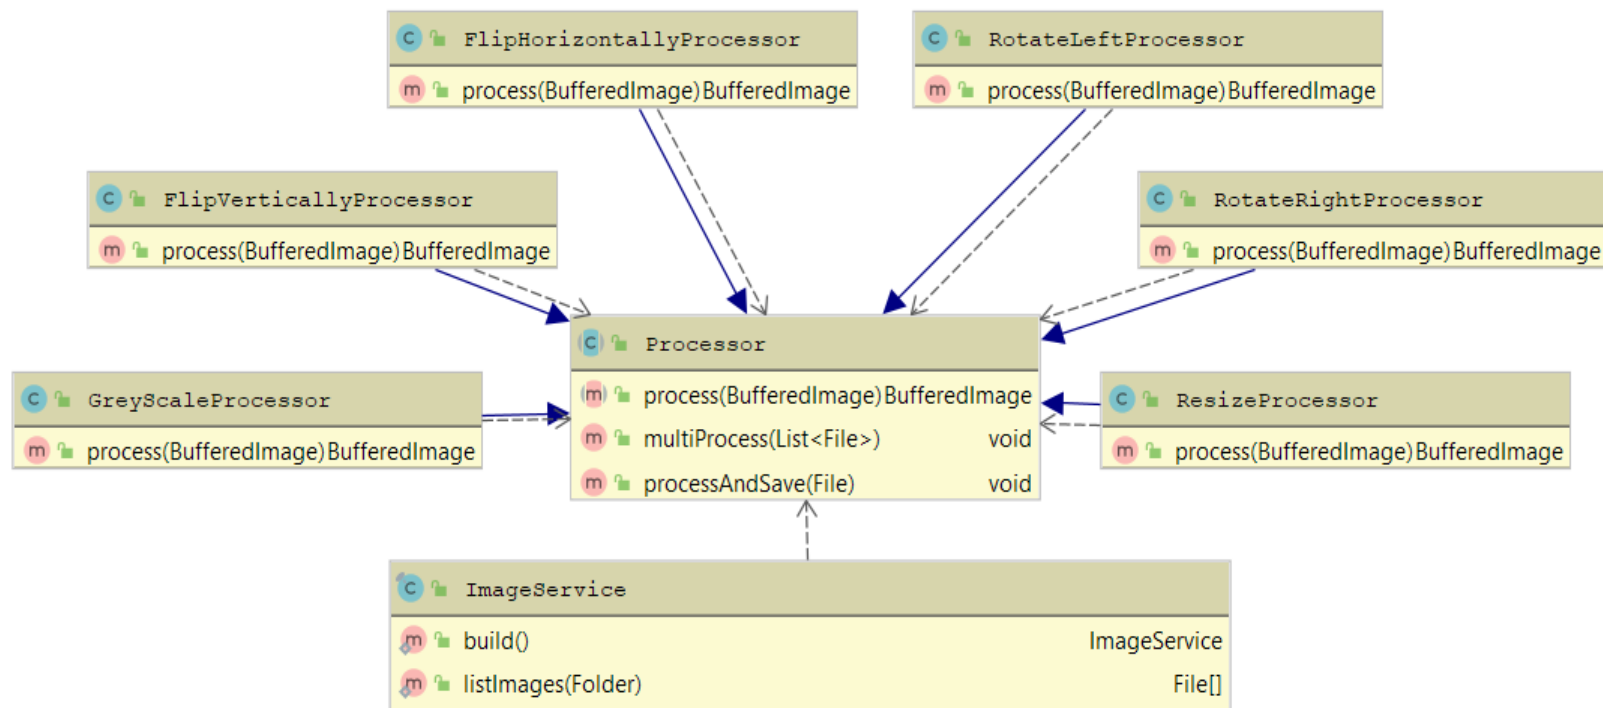 C FlipHorizontallyProcessor
m process(BufferedImage) BufferedImage
C RotateLeftProcessor
m process(BufferedImage) BufferedImage
C FlipVerticallyProcessor
m process(BufferedImage) BufferedImage
C RotateRightProcessor
m process(BufferedImage) BufferedImage
C Processor
m process(BufferedImage) BufferedImage
m multiProcess(List<File>) void
m processAndSave(File) void
C GreyScaleProcessor
m process(BufferedImage) BufferedImage
C ResizeProcessor
m process(BufferedImage) BufferedImage
C ImageService
m build() ImageService
m listImages(Folder) File[]